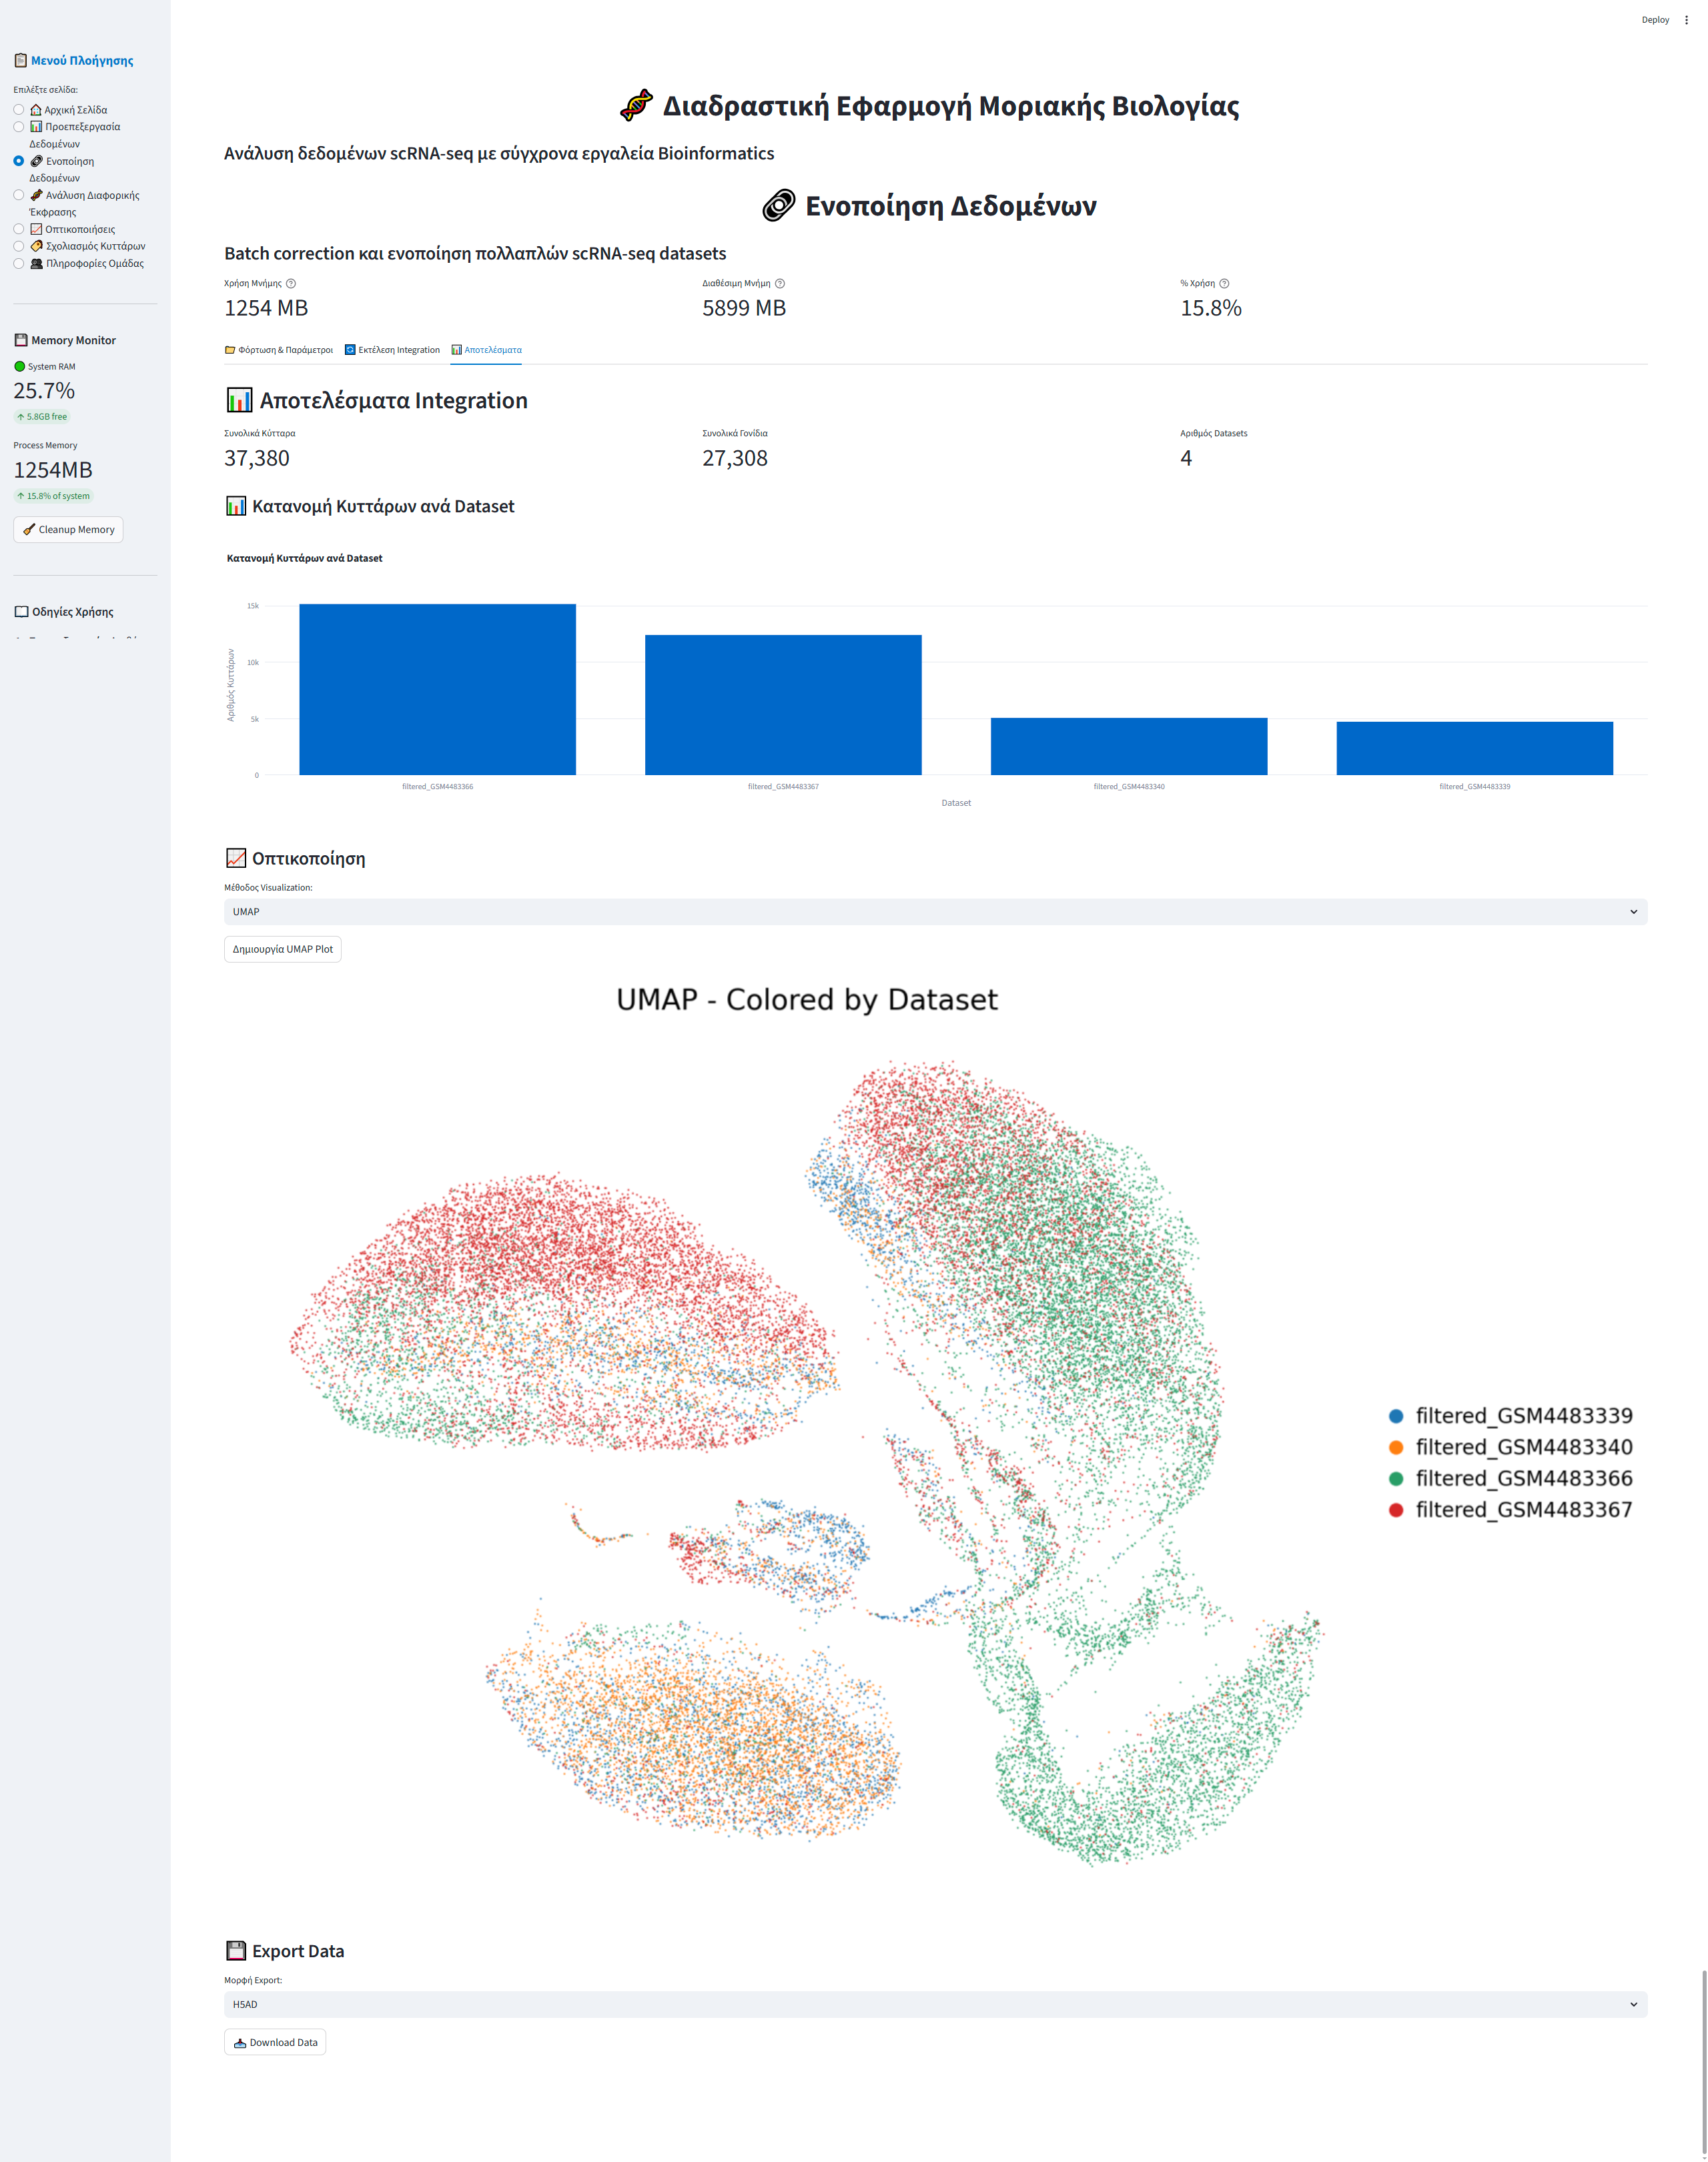 Deploy
Μενού Πλοήγησης
Επιλέξτε σελίδα:
Αρχική Σελίδα
Προεπεξεργασία
Δεδομένων
Ενοποίηση
Δεδομένων
Ανάλυση Διαφορικής
Έκφρασης
Οπτικοποιήσεις
Σχολιασμός Κυττάρων
Πληροφορίες Ομάδας
Memory Monitor
System RAM
25.7%
↑ 5.8GB free
Process Memory
1254MB
↑ 15.8% of system
Cleanup Memory
Οδηγίες Χρήσης
Διαδραστική Εφαρμογή Μοριακής Βιολογίας
Ανάλυση δεδομένων scRNA-seq με σύγχρονα εργαλεία Bioinformatics
Ενοποίηση Δεδομένων
Batch correction και ενοποίηση πολλαπλών scRNA-seq datasets
Χρήση Μνήμης
1254 MB
Διαθέσιμη Μνήμη
5899 MB
% Χρήση
15.8%
Φόρτωση & Παράμετροι
Εκτέλεση Integration
Αποτελέσματα
Αποτελέσματα Integration
Συνολικά Κύτταρα
37,380
Συνολικά Γονίδια
27,308
Αριθμός Datasets
4
Κατανομή Κυττάρων ανά Dataset
Κατανομή Κυττάρων ανά Dataset
Αριθμός Κυττάρων
15k
10k
5k
0
filtered_GSM4483366
filtered_GSM4483367
filtered_GSM4483340
filtered_GSM4483339
Dataset
Οπτικοποίηση
Μέθοδος Visualization:
UMAP
Δημιουργία UMAP Plot
UMAP - Colored by Dataset
filtered_GSM4483339
filtered_GSM4483340
filtered_GSM4483366
filtered_GSM4483367
Export Data
Μορφή Export:
H5AD
Download Data